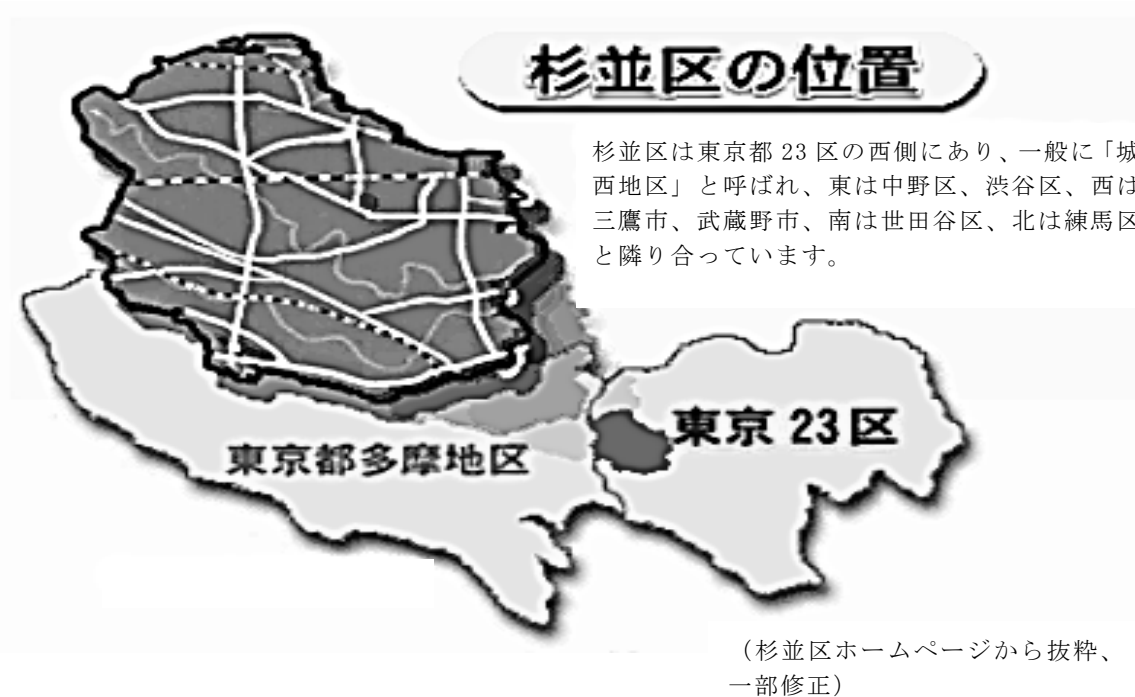 杉並区の位置
杉並区は東京都 23 区の西側にあり、一般に「城
西地区」と呼ばれ、東は中野区、渋谷区、西は
三鷹市、武蔵野市、南は世田谷区、北は練馬区
と隣り合っています。
東京 23 区
東京都多摩地区
（杉並区ホームページから抜粋、
一部修正）